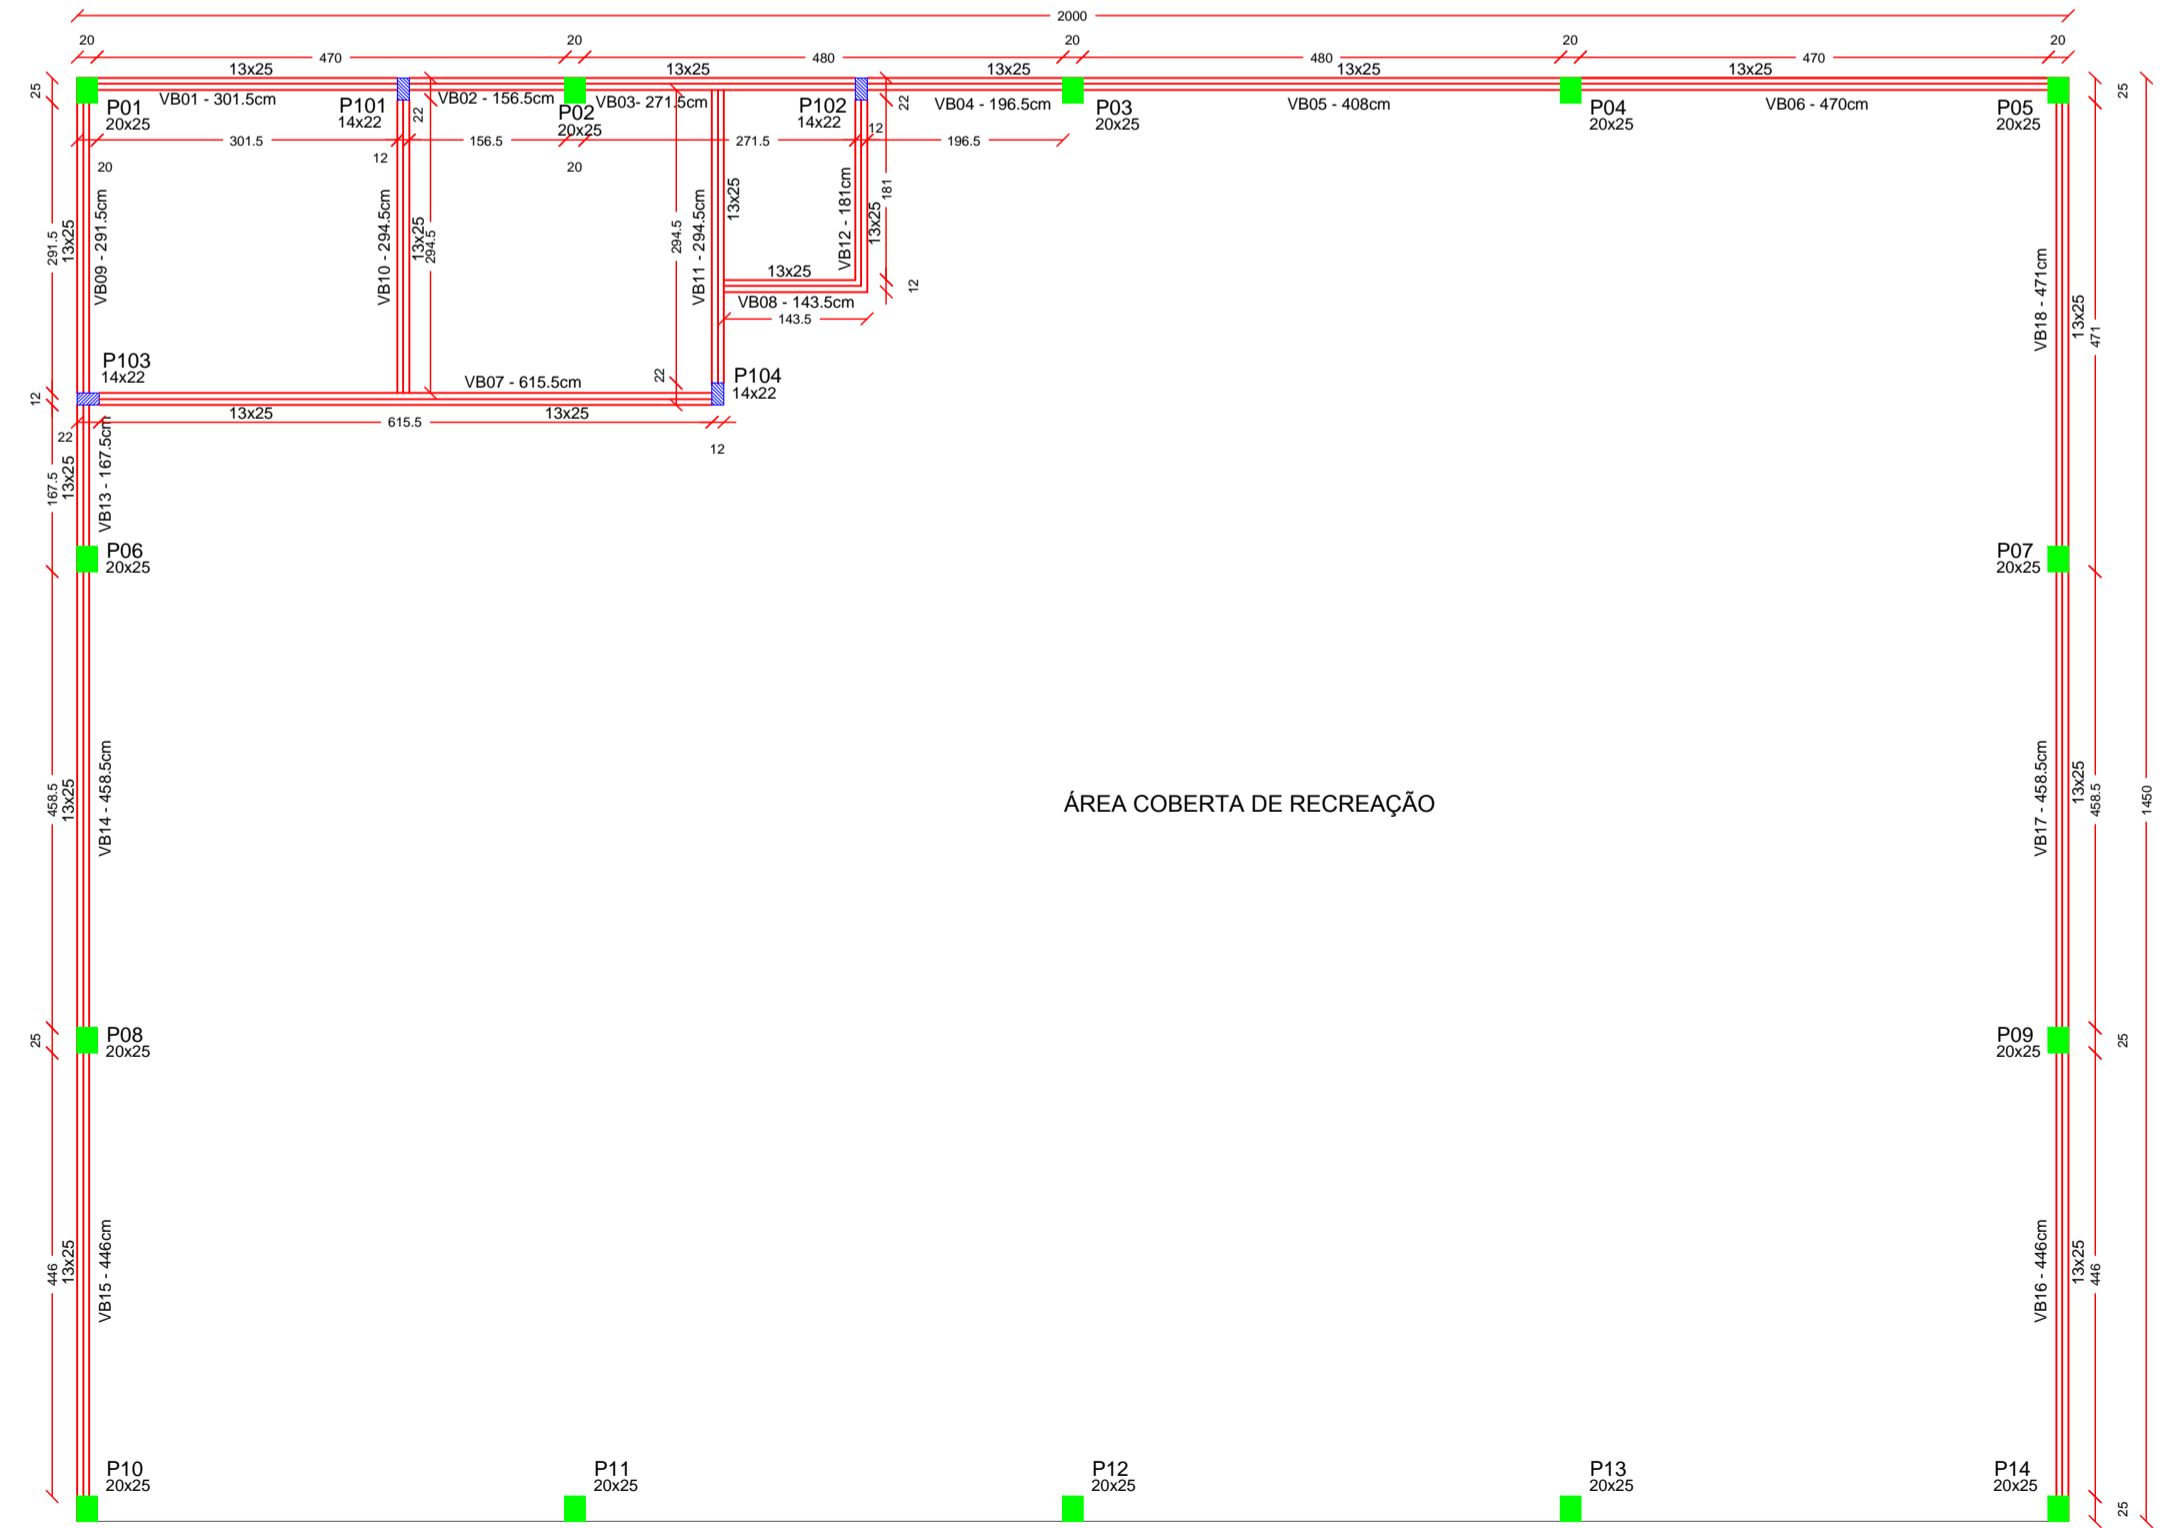 2000
20
20
20
20
20
470
480
480
470
13x25
13x25
13x25
13x25
13x25
25
P01
20x25
VB01 - 301.5cm
P101
14x22
22
VB02 - 156.5cm
P02
20x25
VB03- 271.5cm
P102
14x22
22
VB04 - 196.5cm
P03
20x25
VB05 - 408cm
P04
20x25
VB06 - 470cm
P05
20x25
25
301.5
12
156.5
271.5
12
196.5
20
20
291.5
13x25
VB09 - 291.5cm
VB10 - 294.5cm
13x25
294.5
294.5
VB11 - 294.5cm
13x25
VB12 - 181cm
13x25
181
13x25
12
VB08 - 143.5cm
143.5
VB18 - 471cm
13x25
471
P103
14x22
12
VB07 - 615.5cm
22
P104
14x22
13x25
13x25
615.5
22
12
167.5
13x25
VB13 - 167.5cm
P06
20x25
P07
20x25
458.5
13x25
VB14 - 458.5cm
ÁREA COBERTA DE RECREAÇÃO
VB17 - 458.5cm
13x25
458.5
1450
25
P08
20x25
P09
20x25
25
446
13x25
VB15 - 446cm
VB16 - 446cm
13x25
446
P10
20x25
P11
20x25
P12
20x25
P13
20x25
P14
20x25
25